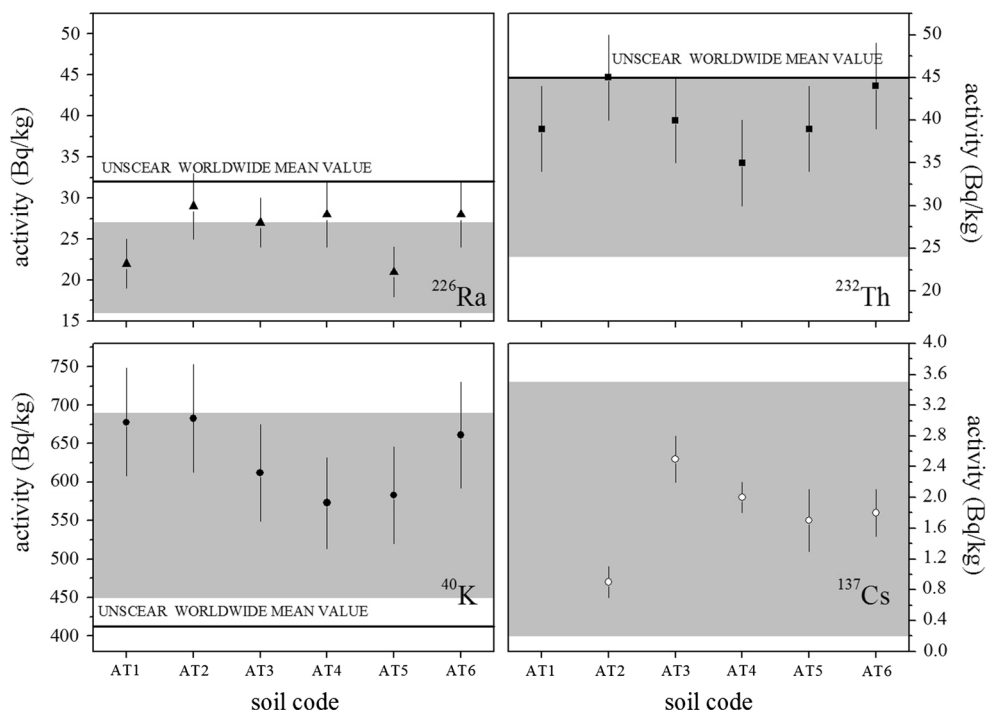 50
45
40
35
30
25
20
15
activity (Bq/kg)
UNSCEAR WORLDWIDE MEAN VALUE
226Ra
50
45
40
35
30
25
20
activity (Bq/kg)
UNSCEAR WORLDWIDE MEAN VALUE
232Th
750
700
650
600
550
500
450
400
activity (Bq/kg)
40K
UNSCEAR WORLDWIDE MEAN VALUE
AT1 AT2 AT3 AT4 AT5 AT6
soil code
4.0
3.6
3.2
2.8
2.4
2.0
1.6
1.2
0.8
0.4
0.0
activity (Bq/kg)
137Cs
AT1 AT2 AT3 AT4 AT5 AT6
soil code